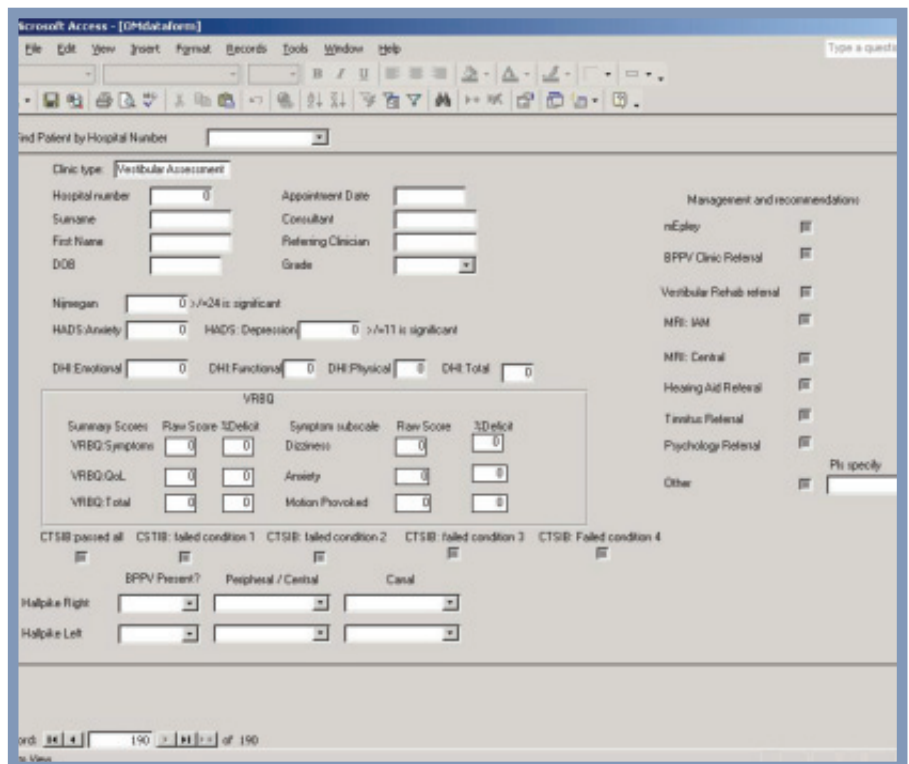 icrosoft Access - [OMdataform]
File Edit View Insert Format Records Tools Window Help
Type a questi
B I U
ind Patient by Hospital Number
Clinic type: Vestibular Assessment
Hospital number 0 Appointment Date
Surname Consultant
First Name Referring Clinician
DOB Grade
Management and recommendations
mEpley
BPPV Clinic Referral
Vestibular Rehab referral
MRI: IAM
MRI: Central
Hearing Aid Referral
Tinnitus Referral
Psychology Referral
Other
Pls specify
Nijmegan 0 >/=24 is significant
HADS:Anxiety 0 HADS: Depression 0 >/=11 is significant
DHI:Emotional 0 DHI:Functional 0 DHI:Physical 0 DHI:Total 0
VRBQ
Summary Scores Raw Score %Deficit Symptom subscale Raw Score %Deficit
VRBQ:Symptoms 0 0 Dizziness 0 0
VRBQ:QoL 0 0 Anxiety 0 0
VRBQ:Total 0 0 Motion Provoked 0 0
CTSIB:passed all CSTIB: failed condition 1 CTSIB: failed condition 2 CTSIB: failed condition 3 CTSIB: Failed condition 4
BPPV Present? Peripheral / Central Canal
Hallpike Right
Hallpike Left
ord: 190 of 190
m View